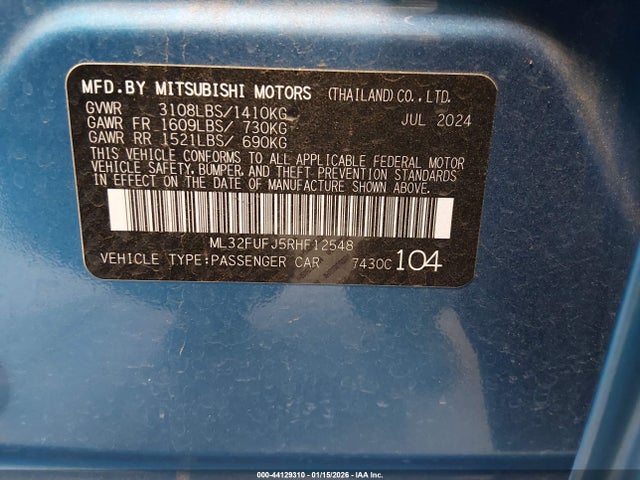 MFD.BY MITSUBISHI MOTORS (THAILAND) CO., LTD.
GVWR 3108LBS/1410KG JUL 2024
GAWR FR 1609LBS/ 730KG
GAWR RR 1521LBS/ 690KG
THIS VEHICLE CONFORMS TO ALL APPLICABLE FEDERAL MOTOR
VEHICLE SAFETY, BUMPER, AND THEFT PREVENTION STANDARDS
IN EFFECT ON THE DATE OF MANUFACTURE SHOWN ABOVE.
ML32FUFJ5RHF12548
VEHICLE TYPE:PASSENGER CAR 7430C 104
000-44129310 - 01/15/2026 - IAA Inc.